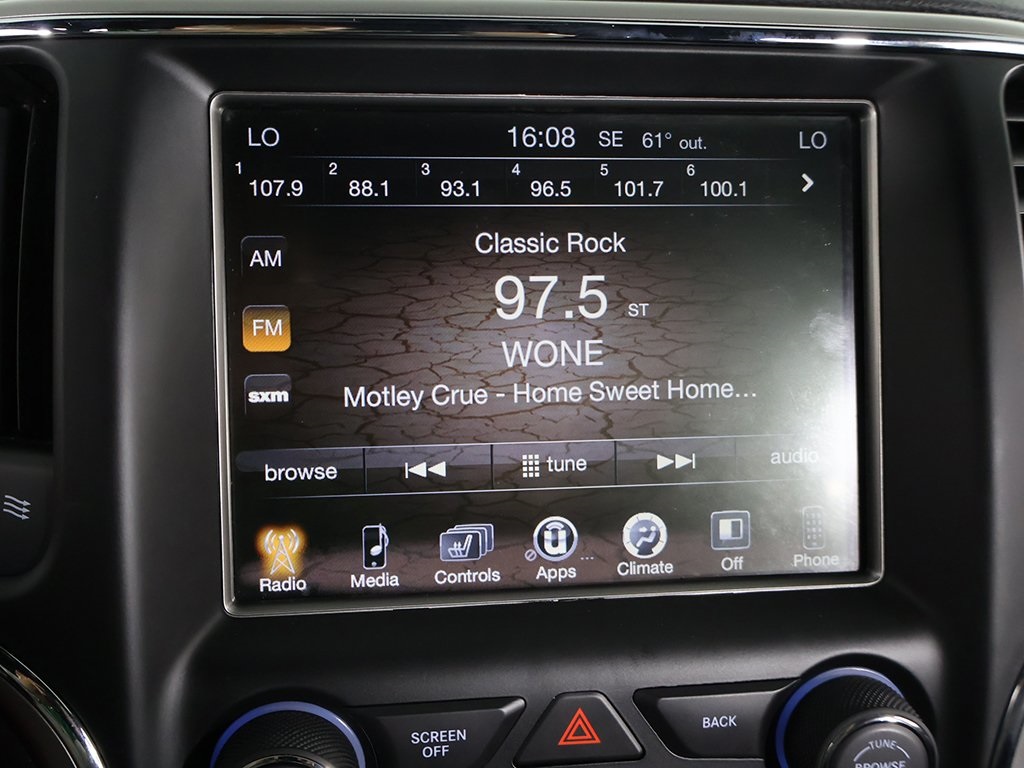 LO 16:08 SE 61° out. LO
1 107.9 2 88.1 3 93.1 4 96.5 5 101.7 6 100.1
AM
Classic Rock
97.5 ST
FM
WONE
sxm
Motley Crue - Home Sweet Home...
browse tune audio
Radio Media Controls Apps ... Climate Off Phone
SCREEN
OFF
BACK
TUNE
BROWSE